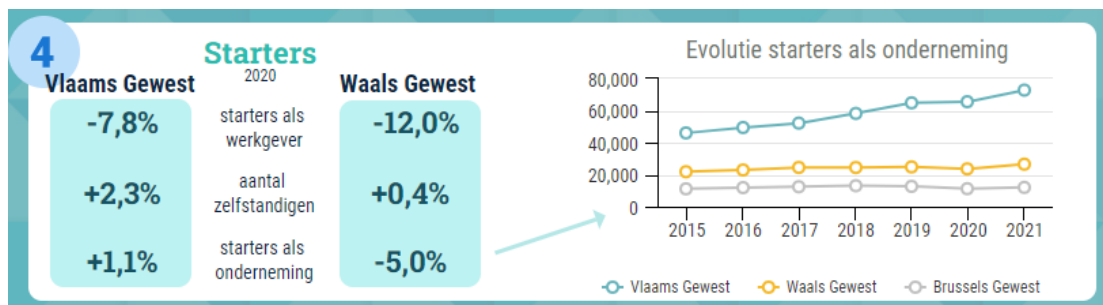 4
Starters
2020
Vlaams Gewest
Waals Gewest
-7,8%
starters als
werkgever
-12,0%
+2,3%
aantal
zelfstandigen
+0,4%
+1,1%
starters als
onderneming
-5,0%
Evolutie starters als onderneming
80,000
60,000
40,000
20,000
0
2015 2016 2017 2018 2019 2020 2021
Vlaams Gewest Waals Gewest Brussels Gewest